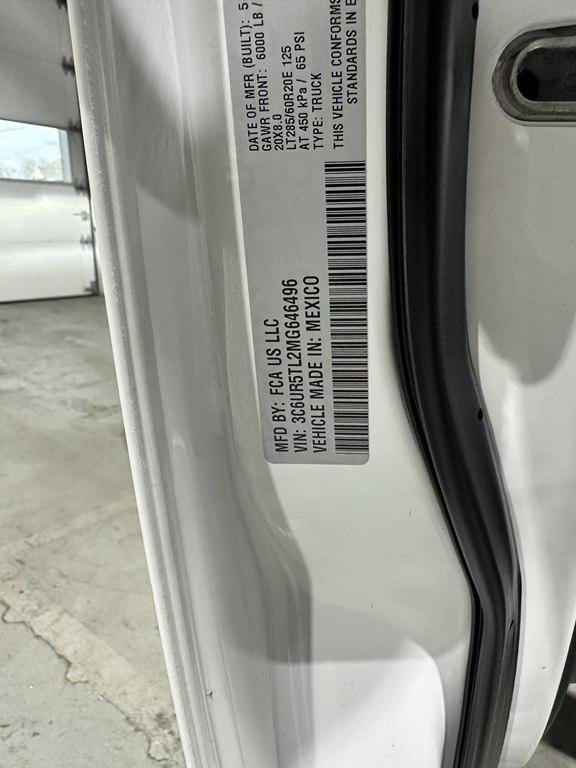 MFD BY: FCA US LLC
VIN: 3C6UR5TL2MG646496
VEHICLE MADE IN: MEXICO
DATE OF MFR (BUILT): 5
GAWR FRONT: 6000 LB /
20X8.0
LT285/60R20E 125
AT 450 kPa / 65 PSI
TYPE: TRUCK
THIS VEHICLE CONFORMS
STANDARDS IN E